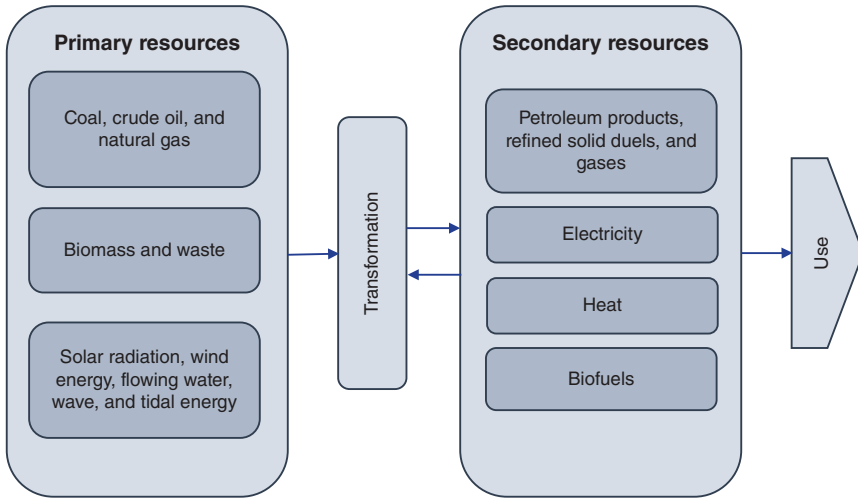 Primary resources
Coal, crude oil, and
natural gas
Biomass and waste
Solar radiation, wind
energy, flowing water,
wave, and tidal energy
Transformation
Secondary resources
Petroleum products,
refined solid duels, and
gases
Electricity
Heat
Biofuels
Use